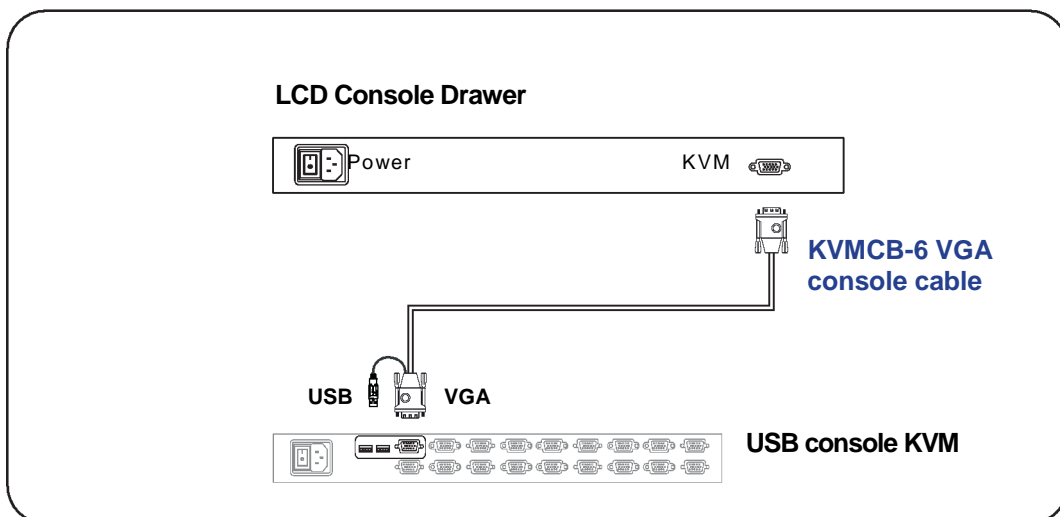 LCD Console Drawer
Power
KVM
KVMCB-6 VGA
console cable
USB
VGA
USB console KVM